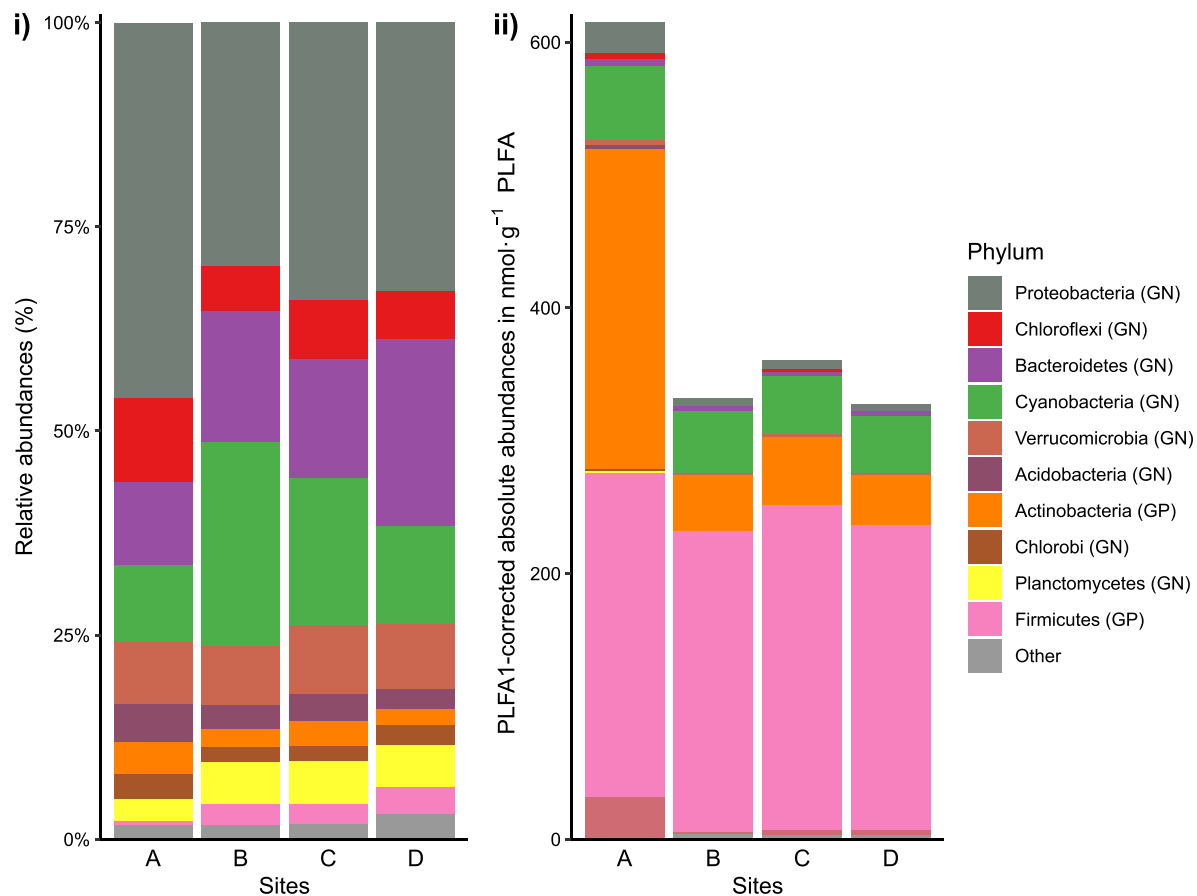 i)
100%
75%
50%
25%
0%
Relative abundances (%)
A B C D
Sites
ii)
600
400
200
0
PLFA1-corrected absolute abundances in nmol·g⁻¹ PLFA
A B C D
Sites
Phylum
Proteobacteria (GN)
Chloroflexi (GN)
Bacteroidetes (GN)
Cyanobacteria (GN)
Verrucomicrobia (GN)
Acidobacteria (GN)
Actinobacteria (GP)
Chlorobi (GN)
Planctomycetes (GN)
Firmicutes (GP)
Other